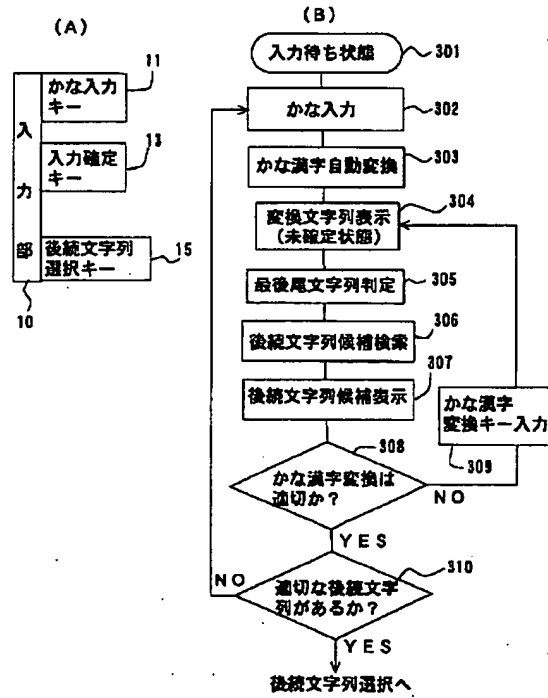 (A)
かな入力
キー
11
入力確定
キー
13
後続文字列
選択キー
15
入
力
部
10
(B)
入力待ち状態
301
かな入力
302
かな漢字自動変換
303
変換文字列表示
(未確定状態)
304
最後尾文字列判定
305
後続文字列候補検索
306
後続文字列候補表示
307
かな漢字変換は
適切か?
308
NO
かな漢字
変換キー入力
309
YES
適切な後続文字
列があるか?
310
NO
YES
後続文字列選択へ